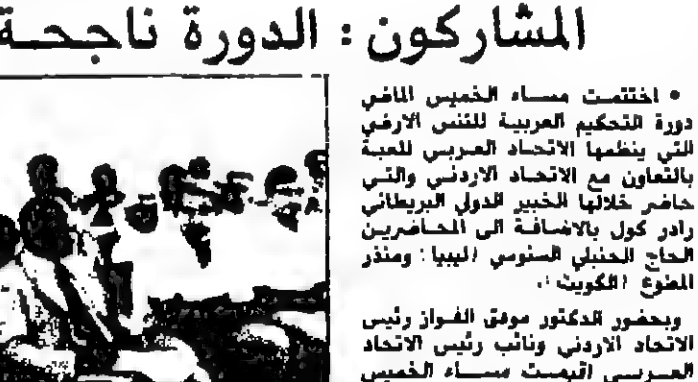 المشاركون : الدورة ناجحة
• اختتمت مساء الخميس الماضي
دورة التحكيم العربية للتنس الارضي
التي ينظمها الاتحاد العربي للعبة
بالتعاون مع الاتحاد الاردني والتي
حاضر خلالها الخبير الدولي البريطاني
رادر كول بالاضافة الى المحاضرين
الحاج الحنبلي السنوسي (ليبيا) ومنذر
المطوع (الكويت).
وبحضور الدكتور موفق الفواز رئيس
الاتحاد الاردني ونائب رئيس الاتحاد
العربي اقيمت مساء الخميس